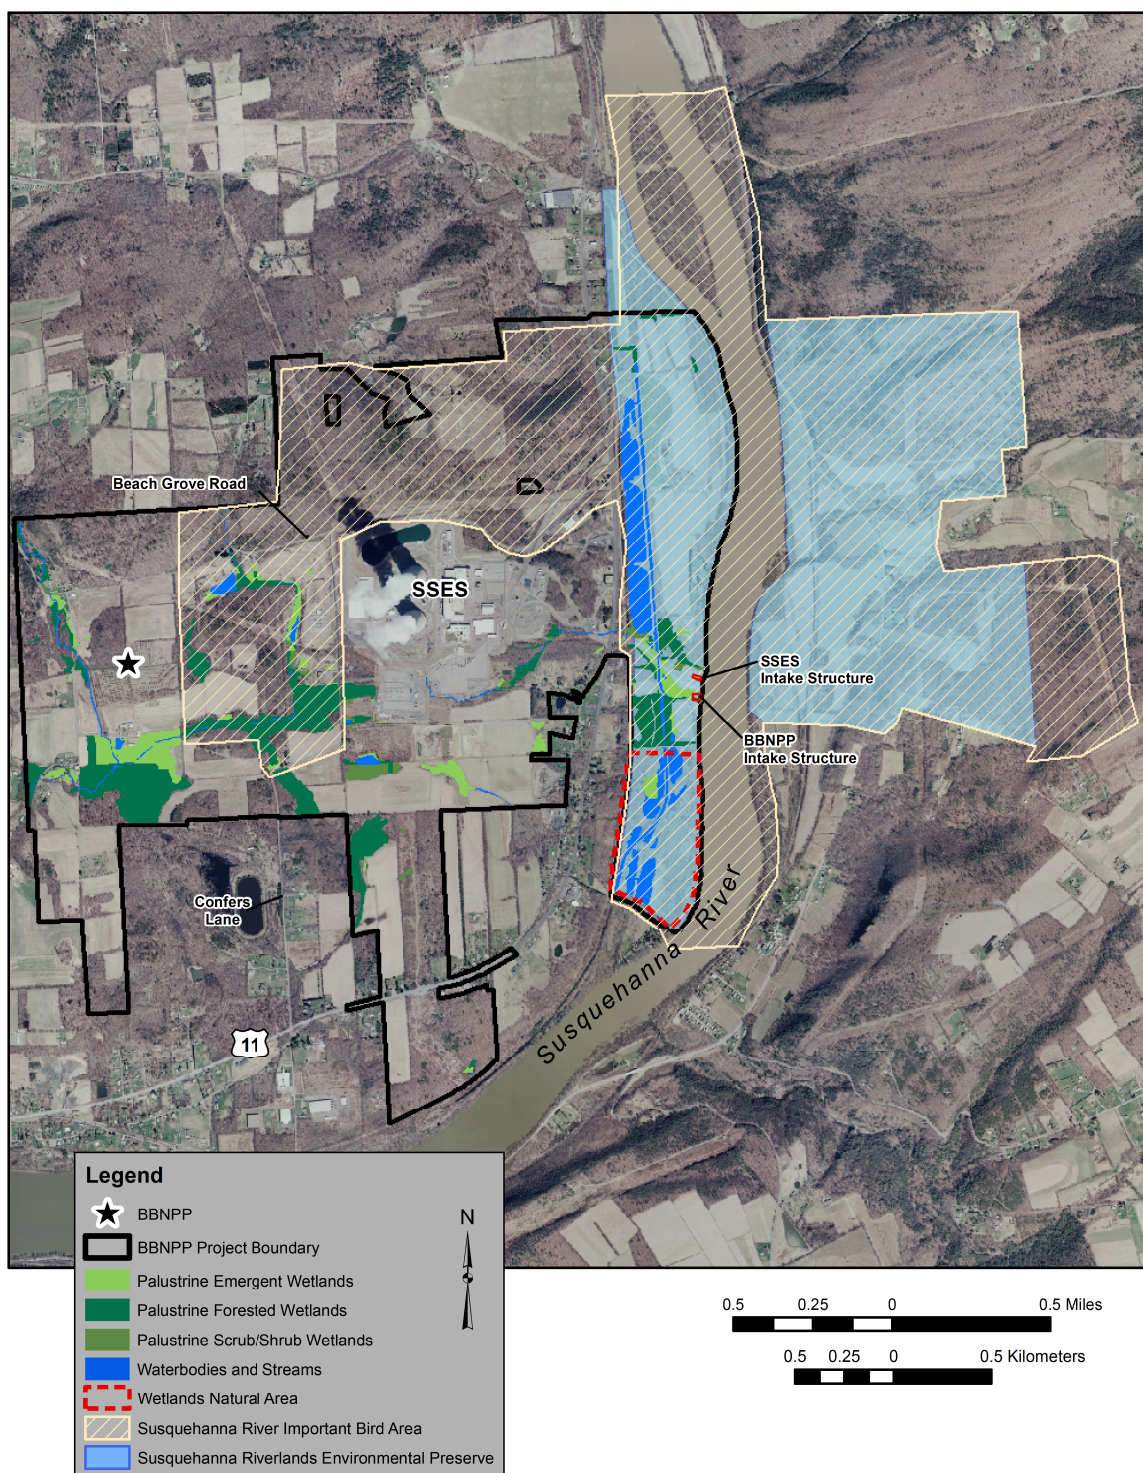 Beach Grove Road
SSES
SSES
Intake Structure
BBNPP
Intake Structure
Confers
Lane
Susquehanna River
11
Legend
BBNPP
BBNPP Project Boundary
Palustrine Emergent Wetlands
Palustrine Forested Wetlands
Palustrine Scrub/Shrub Wetlands
Waterbodies and Streams
Wetlands Natural Area
Susquehanna River Important Bird Area
Susquehanna Riverlands Environmental Preserve
N
0.5 0.25 0 0.5 Miles
0.5 0.25 0 0.5 Kilometers